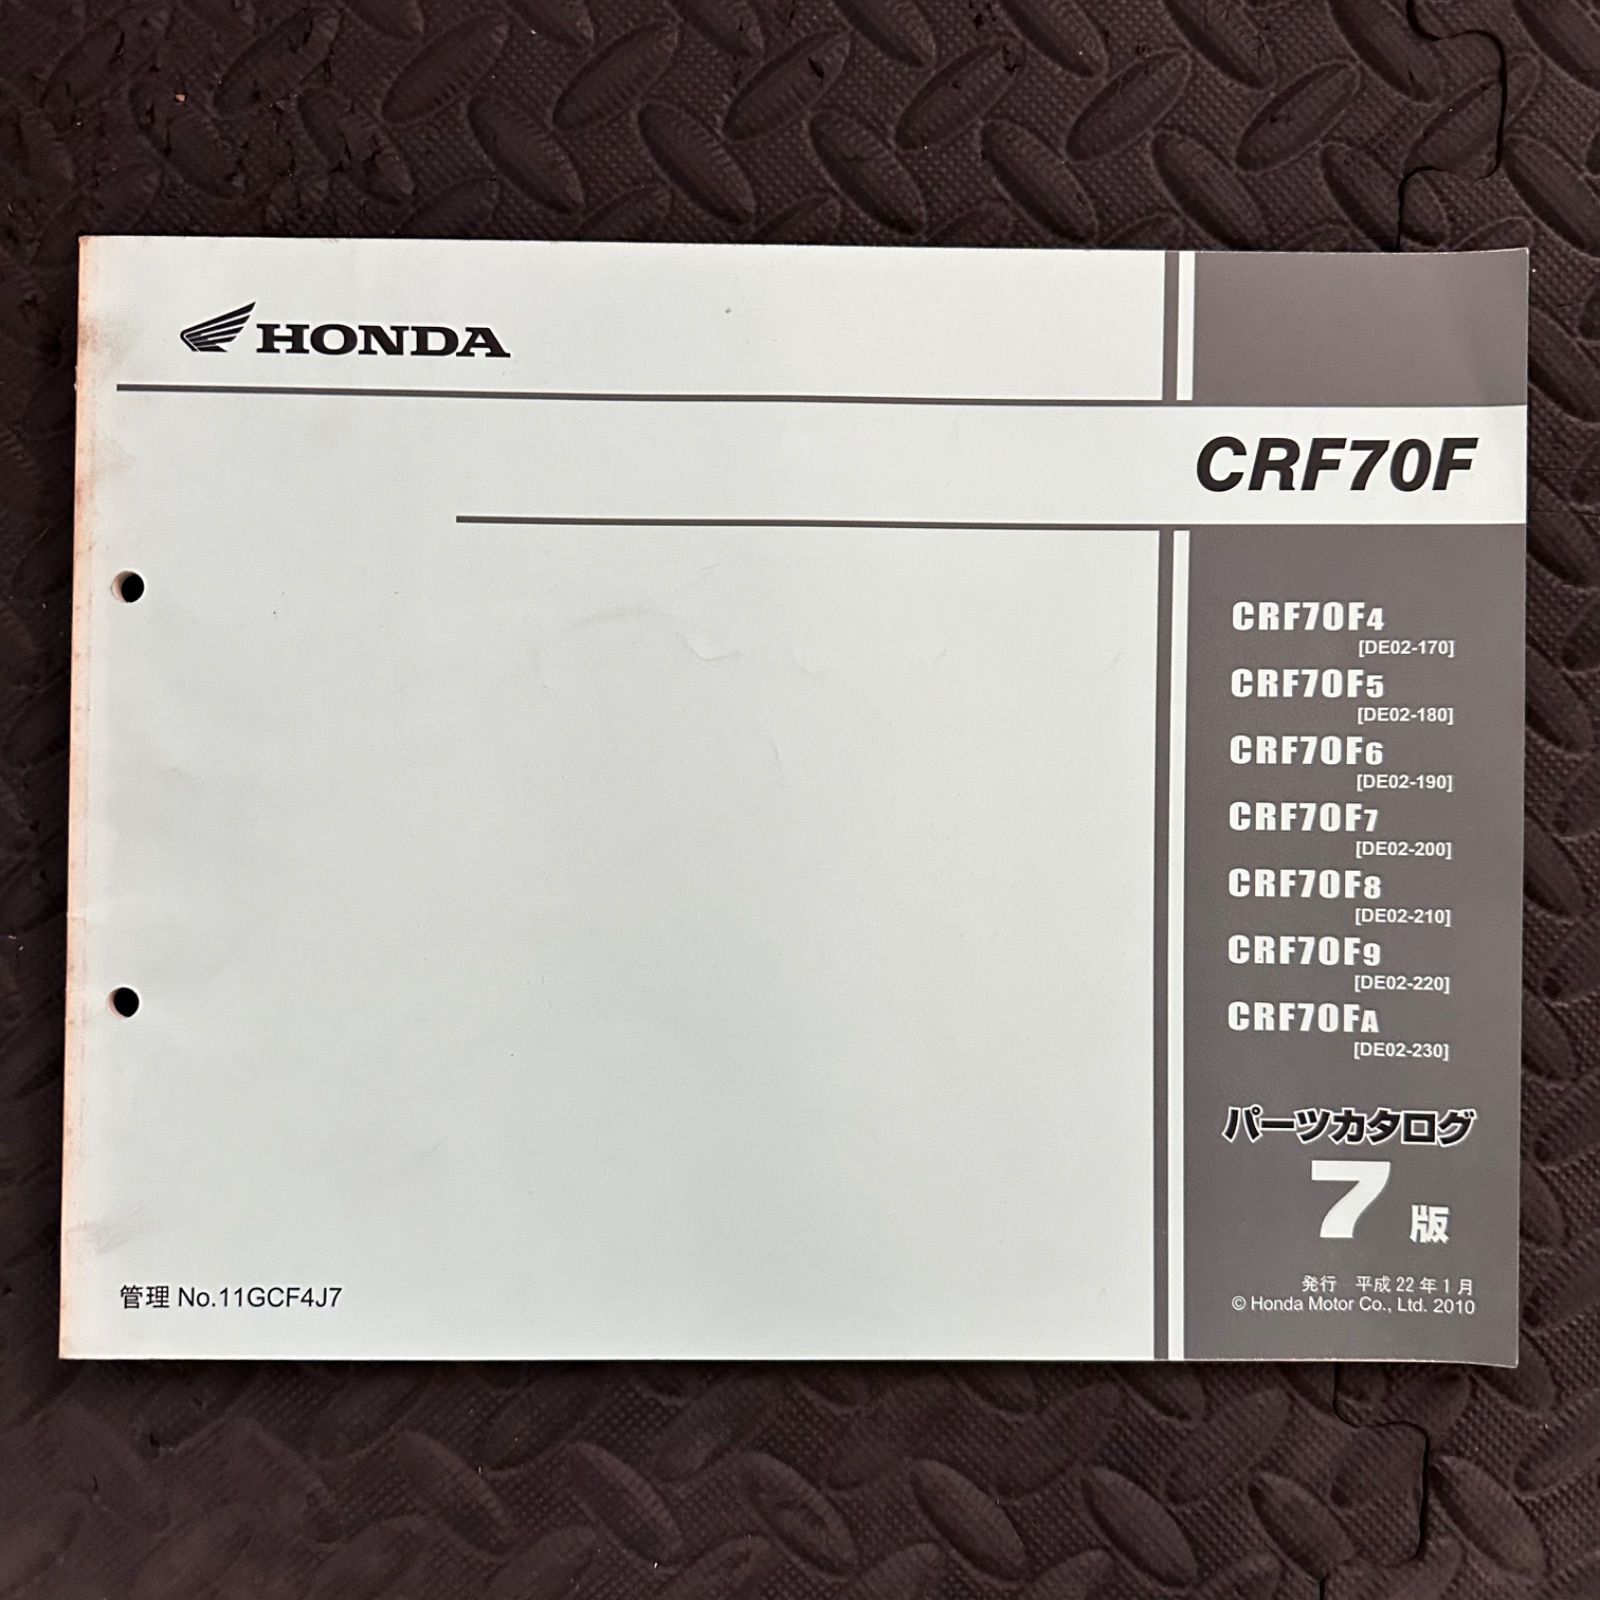 HONDA
CRF70F
CRF70F4
[DE02-170]
CRF70F5
[DE02-180]
CRF70F6
[DE02-190]
CRF70F7
[DE02-200]
CRF70F8
[DE02-210]
CRF70F9
[DE02-220]
CRF70FA
[DE02-230]
パーツカタログ
7版
発行 平成22年1月
© Honda Motor Co., Ltd. 2010
管理 No.11GCF4J7